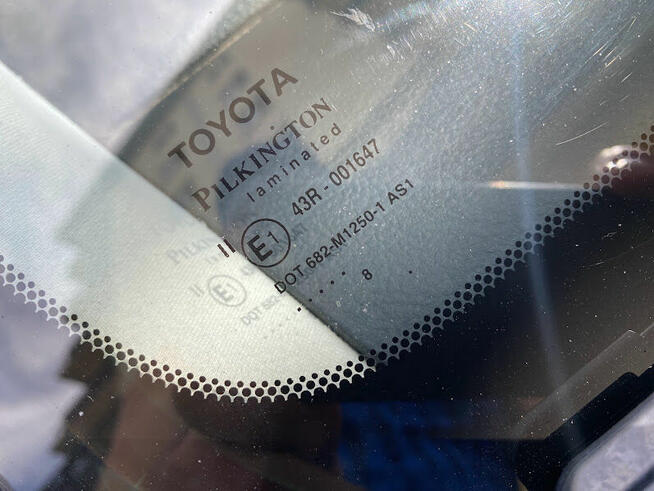 TOYOTA
PILKINGTON
laminated
II E1 43R - 001647
DOT 682-M1250-1 AS1
..... 8 .